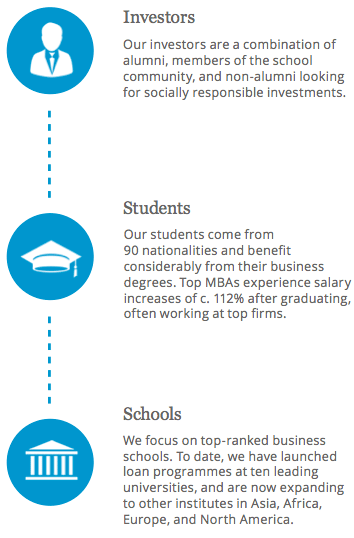 Investors
Our investors are a combination of
alumni, members of the school
community, and non-alumni looking
for socially responsible investments.
Students
Our students come from
90 nationalities and benefit
considerably from their business
degrees. Top MBAs experience salary
increases of c. 112% after graduating,
often working at top firms.
Schools
We focus on top-ranked business
schools. To date, we have launched
loan programmes at ten leading
universities, and are now expanding
to other institutes in Asia, Africa,
Europe, and North America.